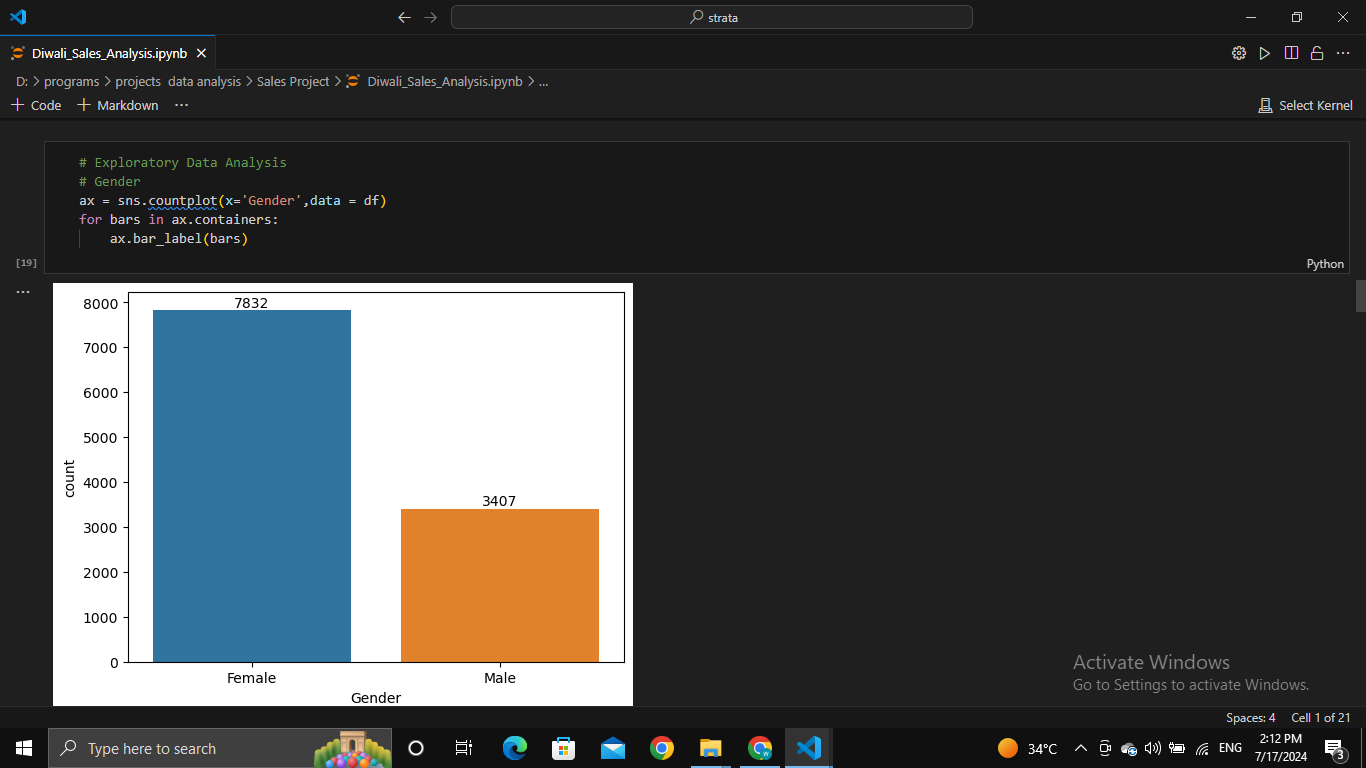 strata
Diwali_Sales_Analysis.ipynb
D: > programs > projects data analysis > Sales Project > Diwali_Sales_Analysis.ipynb > ...
+ Code + Markdown ... Select Kernel
# Exploratory Data Analysis
# Gender
ax = sns.countplot(x='Gender',data = df)
for bars in ax.containers:
    ax.bar_label(bars)
[19] Python
...
8000
7832
7000
6000
5000
4000
3407
3000
2000
1000
0
count
Female Male
Gender
Activate Windows
Go to Settings to activate Windows.
Spaces: 4 Cell 1 of 21
Type here to search
34°C ENG
2:12 PM
7/17/2024
3